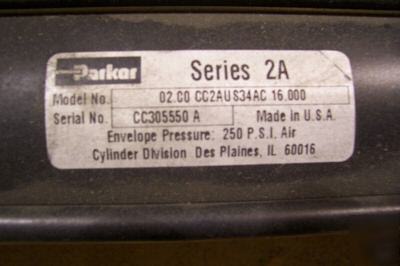 Parker Series 2A
Model No. 02.C0 CC2AUS34AC 16.000
Serial No. CC305550 A Made in U.S.A.
Envelope Pressure: 250 P.S.I. Air
Cylinder Division Des Plaines, IL 60016